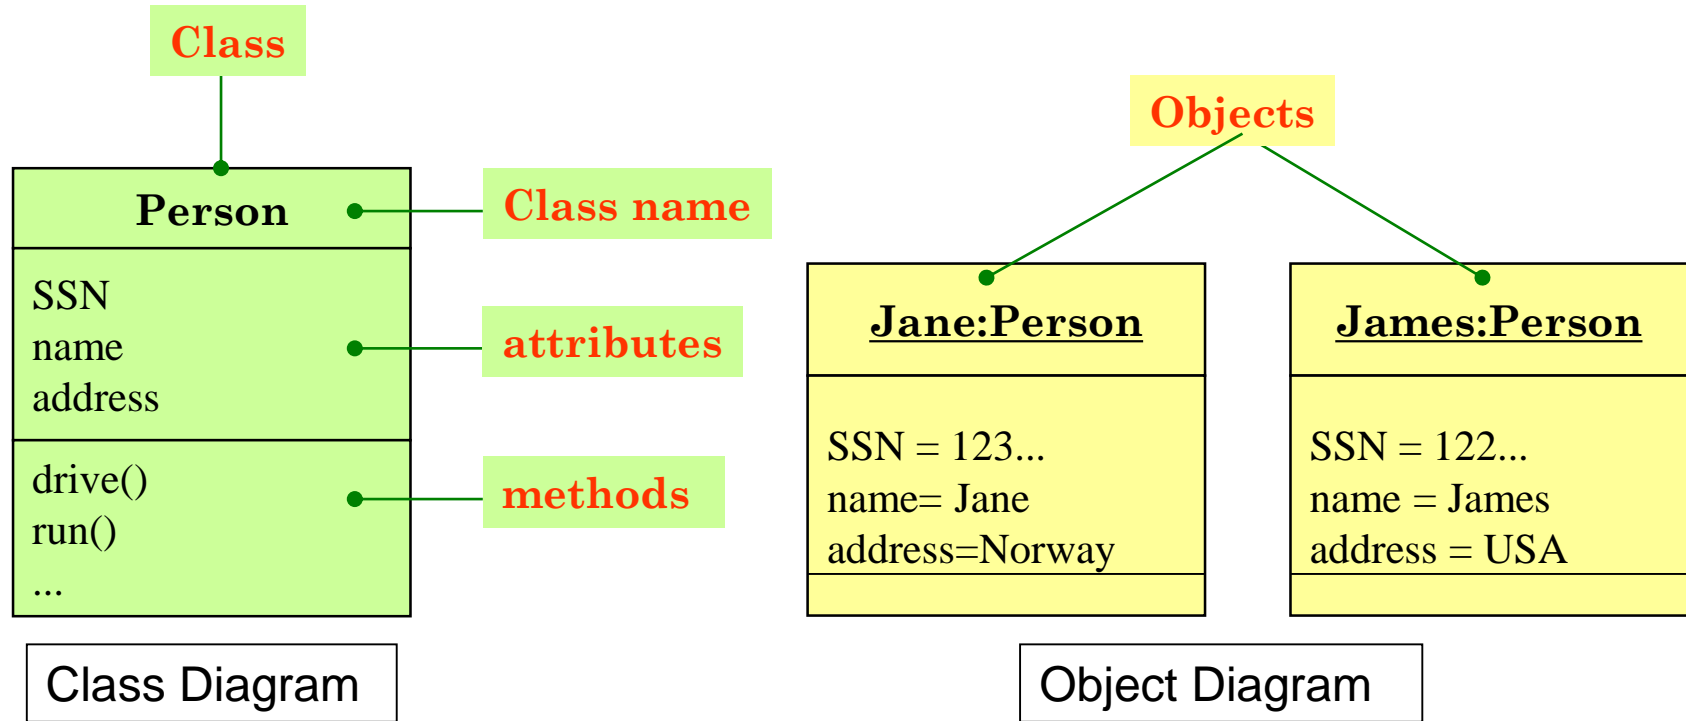 Class
Person
Class name
SSN
name
address
attributes
drive()
run()
...
methods
Class Diagram
Objects
Jane:Person
SSN = 123...
name= Jane
address=Norway
James:Person
SSN = 122...
name = James
address = USA
Object Diagram